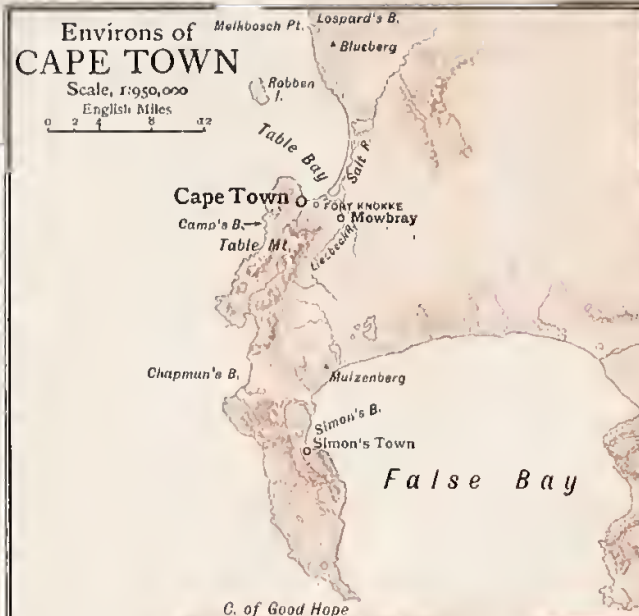 Environs of
CAPE TOWN
Scale, 1:950,000
English Miles
0 2 4 8 12
Melkbosch Pt.
Lospard's B.
Blueberg
Robben
I.
Table Bay
Salt R.
Cape Town
FORT KNOKKE
Mowbray
Camp's B.
Table Mt.
Liesbeck R.
Chapman's B.
Muizenberg
Simon's B.
Simon's Town
False Bay
C. of Good Hope